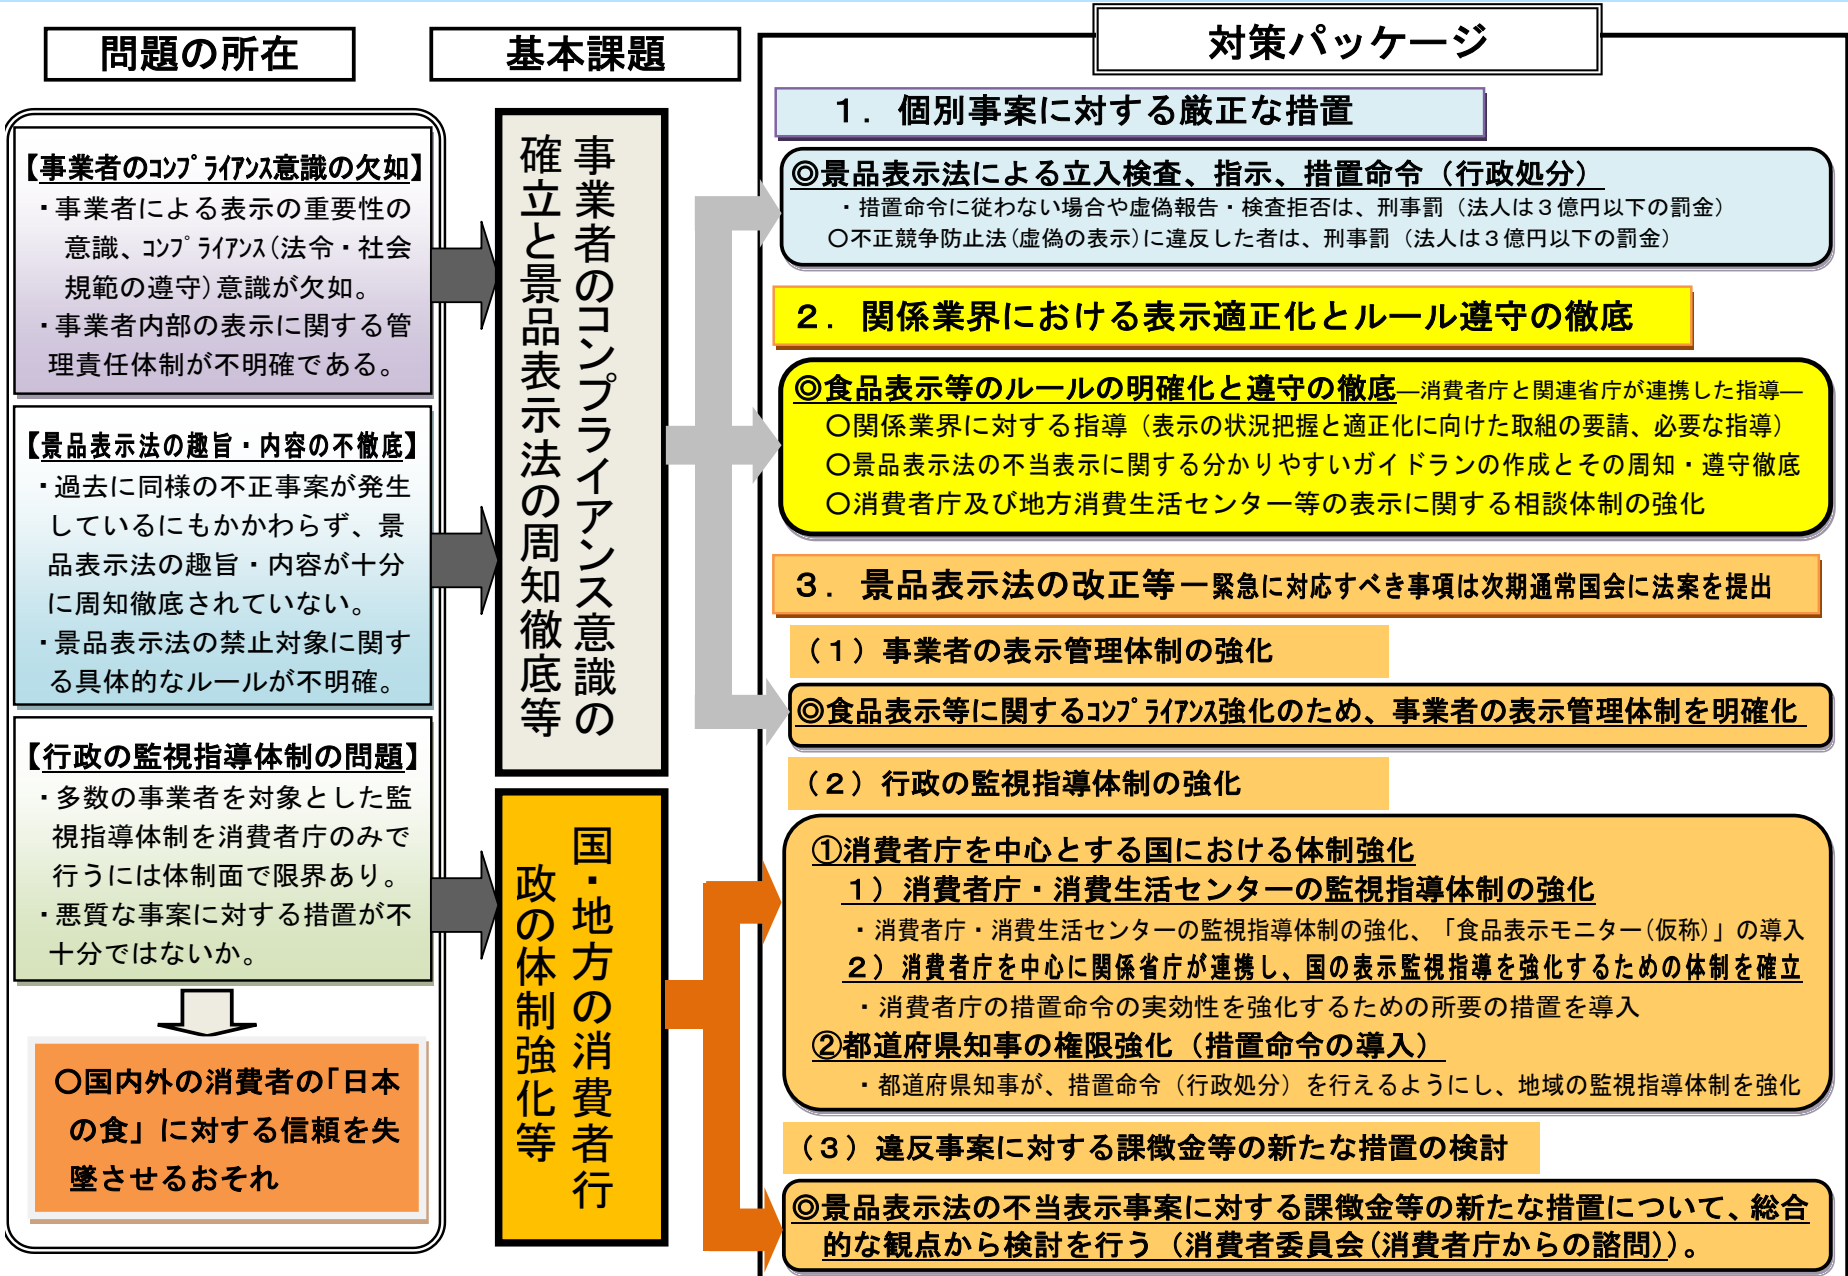 問題の所在
【事業者のコンプライアンス意識の欠如】
・事業者による表示の重要性の
意識、コンプライアンス(法令・社会
規範の遵守)意識が欠如。
・事業者内部の表示に関する管
理責任体制が不明確である。
【景品表示法の趣旨・内容の不徹底】
・過去に同様の不正事案が発生
しているにもかかわらず、景
品表示法の趣旨・内容が十分
に周知徹底されていない。
・景品表示法の禁止対象に関す
る具体的なルールが不明確。
【行政の監視指導体制の問題】
・多数の事業者を対象とした監
視指導体制を消費者庁のみで
行うには体制面で限界あり。
・悪質な事案に対する措置が不
十分ではないか。
○国内外の消費者の「日本
の食」に対する信頼を失
墜させるおそれ
基本課題
事業者のコンプライアンス意識の
確立と景品表示法の周知徹底等
国・地方の消費者行
政の体制強化等
対策パッケージ
１．個別事案に対する厳正な措置
◎景品表示法による立入検査、指示、措置命令（行政処分）
・措置命令に従わない場合や虚偽報告・検査拒否は、刑事罰（法人は３億円以下の罰金）
○不正競争防止法(虚偽の表示)に違反した者は、刑事罰（法人は３億円以下の罰金）
２．関係業界における表示適正化とルール遵守の徹底
◎食品表示等のルールの明確化と遵守の徹底―消費者庁と関連省庁が連携した指導―
○関係業界に対する指導（表示の状況把握と適正化に向けた取組の要請、必要な指導）
○景品表示法の不当表示に関する分かりやすいガイドランの作成とその周知・遵守徹底
○消費者庁及び地方消費生活センター等の表示に関する相談体制の強化
３．景品表示法の改正等－緊急に対応すべき事項は次期通常国会に法案を提出
（１）事業者の表示管理体制の強化
◎食品表示等に関するコンプライアンス強化のため、事業者の表示管理体制を明確化
（２）行政の監視指導体制の強化
①消費者庁を中心とする国における体制強化
１）消費者庁・消費生活センターの監視指導体制の強化
・消費者庁・消費生活センターの監視指導体制の強化、「食品表示モニター(仮称)」の導入
２）消費者庁を中心に関係省庁が連携し、国の表示監視指導を強化するための体制を確立
・消費者庁の措置命令の実効性を強化するための所要の措置を導入
②都道府県知事の権限強化（措置命令の導入）
・都道府県知事が、措置命令（行政処分）を行えるようにし、地域の監視指導体制を強化
（３）違反事案に対する課徴金等の新たな措置の検討
◎景品表示法の不当表示事案に対する課徴金等の新たな措置について、総合
的な観点から検討を行う（消費者委員会(消費者庁からの諮問)）。